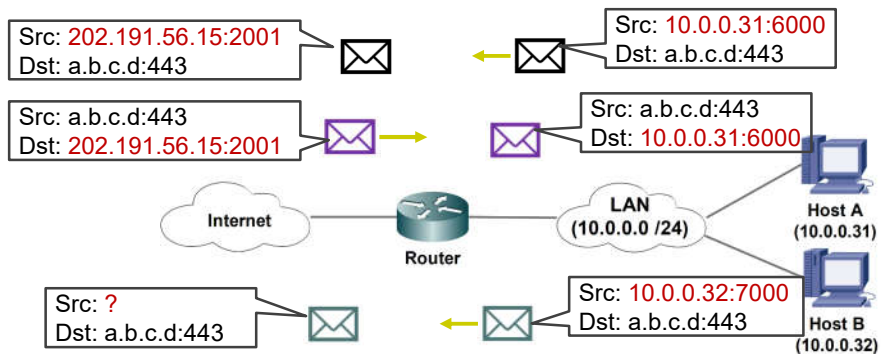 Src: 202.191.56.15:2001
Dst: a.b.c.d:443
Src: 10.0.0.31:6000
Dst: a.b.c.d:443
Src: a.b.c.d:443
Dst: 202.191.56.15:2001
Src: a.b.c.d:443
Dst: 10.0.0.31:6000
Internet
Router
LAN
(10.0.0.0 /24)
Host A
(10.0.0.31)
Src: ?
Dst: a.b.c.d:443
Src: 10.0.0.32:7000
Dst: a.b.c.d:443
Host B
(10.0.0.32)